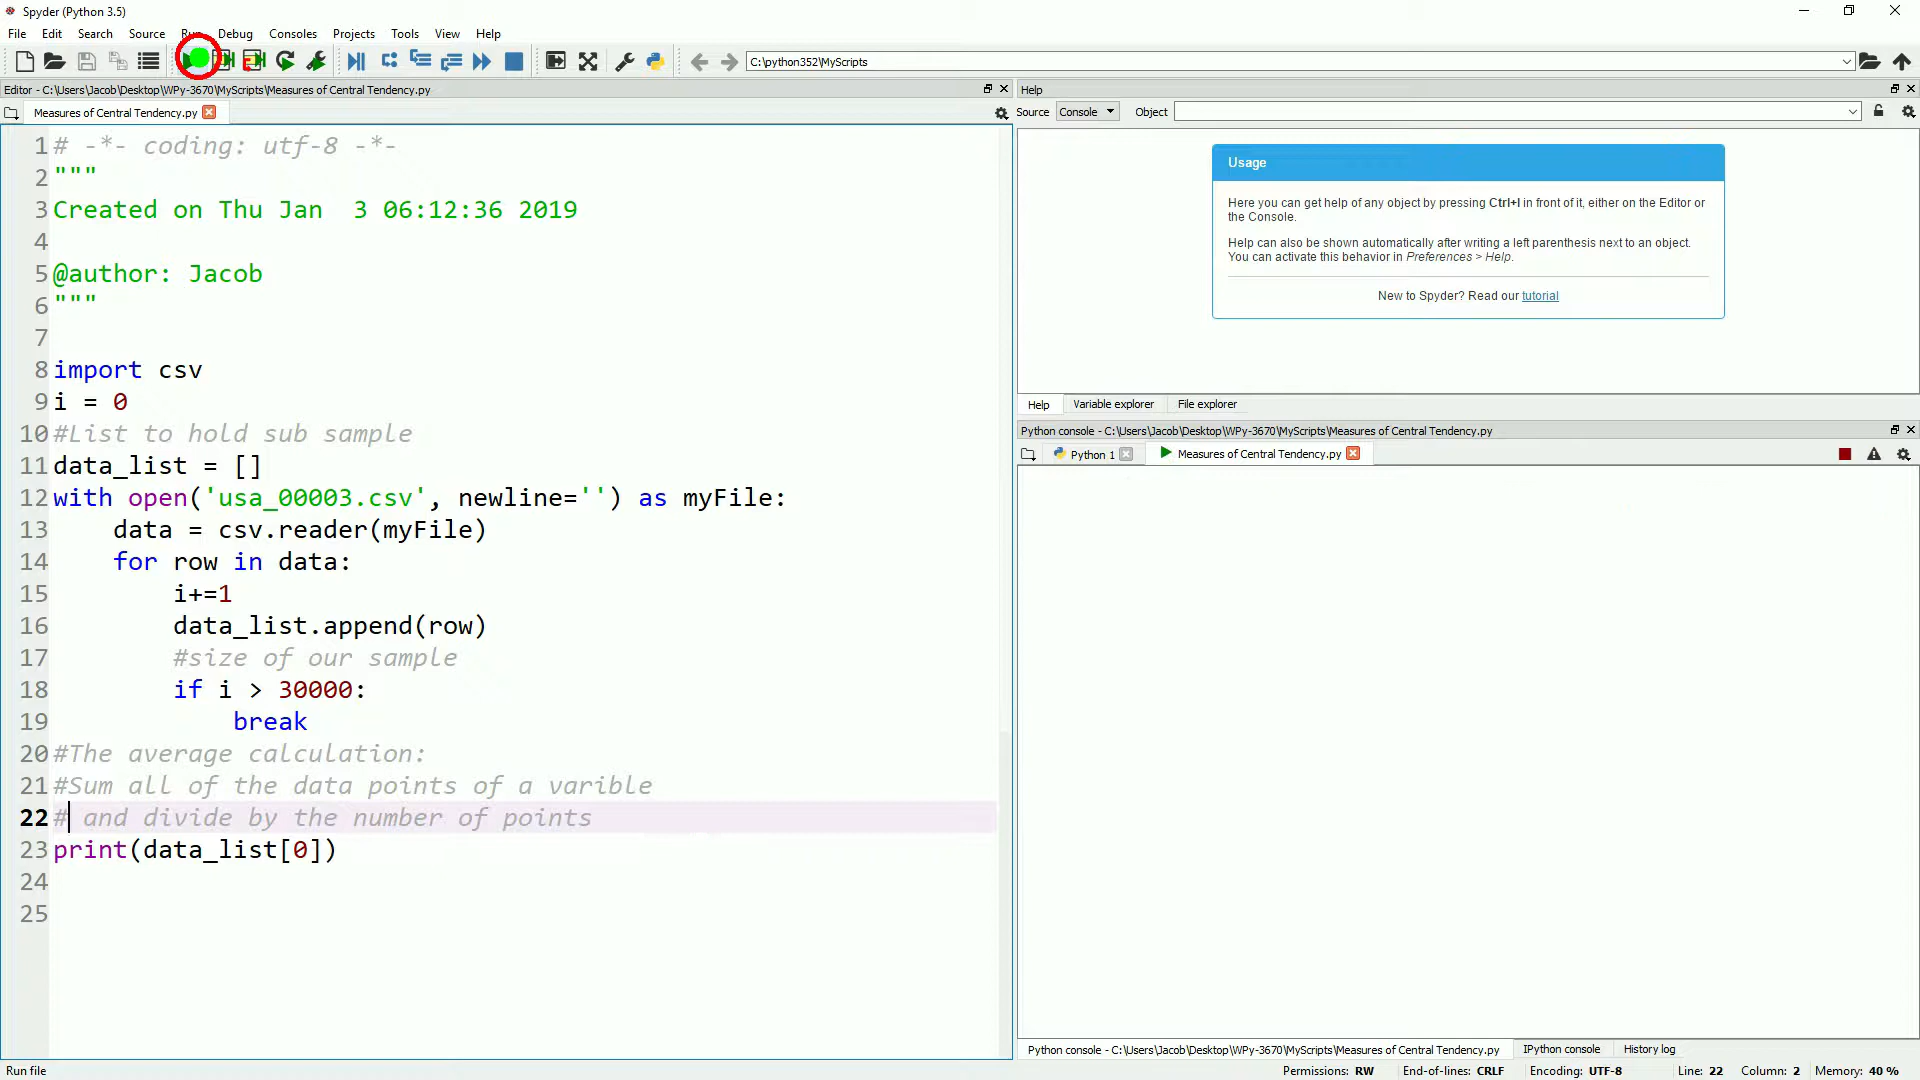 Spyder (Python 3.5)
File Edit Search Source Run Debug Consoles Projects Tools View Help
C:\python352\MyScripts
Editor - C:\Users\Jacob\Desktop\WPy-3670\MyScripts\Measures of Central Tendency.py
Measures of Central Tendency.py
1 # -*- coding: utf-8 -*-
2 """
3 Created on Thu Jan  3 06:12:36 2019
4
5 @author: Jacob
6 """
7
8 import csv
9 i = 0
10 #List to hold sub sample
11 data_list = []
12 with open('usa_00003.csv', newline='') as myFile:
13     data = csv.reader(myFile)
14     for row in data:
15         i+=1
16         data_list.append(row)
17         #size of our sample
18         if i > 30000:
19             break
20 #The average calculation:
21 #Sum all of the data points of a varible
22 # and divide by the number of points
23 print(data_list[0])
24
25
Help
Source Console Object
Usage
Here you can get help of any object by pressing Ctrl+I in front of it, either on the Editor or
the Console.
Help can also be shown automatically after writing a left parenthesis next to an object.
You can activate this behavior in Preferences > Help.
New to Spyder? Read our tutorial
Help Variable explorer File explorer
Python console - C:\Users\Jacob\Desktop\WPy-3670\MyScripts\Measures of Central Tendency.py
Python 1 Measures of Central Tendency.py
Python console - C:\Users\Jacob\Desktop\WPy-3670\MyScripts\Measures of Central Tendency.py IPython console History log
Run file Permissions: RW End-of-lines: CRLF Encoding: UTF-8 Line: 22 Column: 2 Memory: 40 %